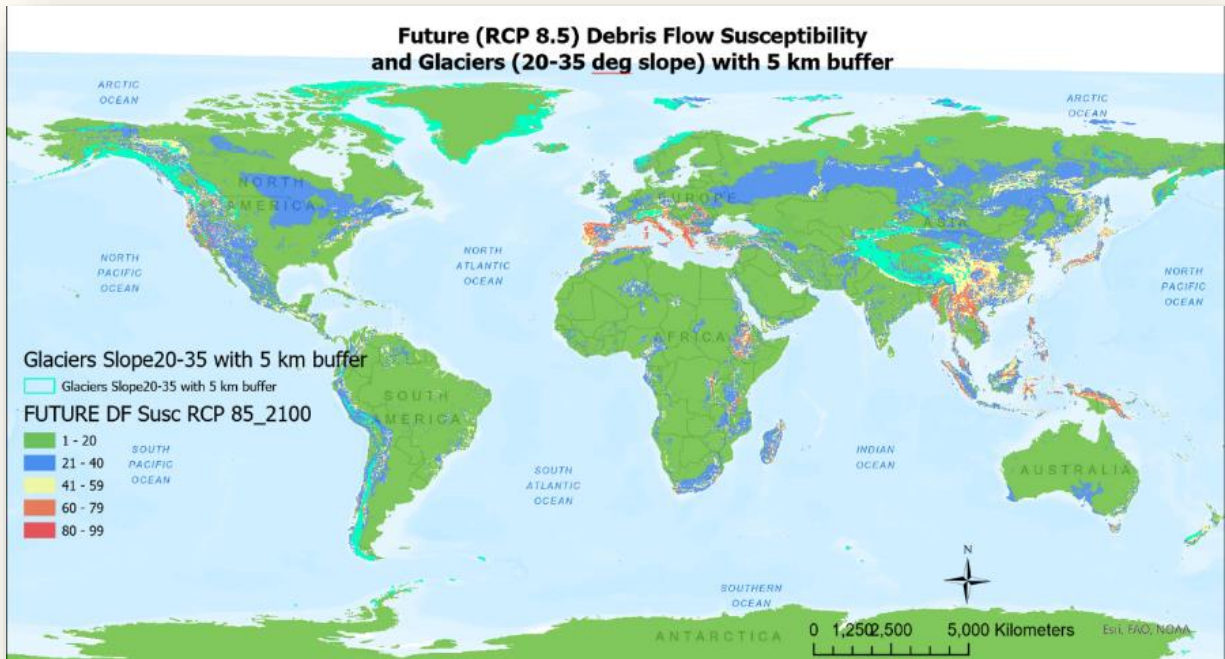 Future (RCP 8.5) Debris Flow Susceptibility
and Glaciers (20-35 deg slope) with 5 km buffer
ARCTIC
OCEAN
ARCTIC
OCEAN
NORTH
AMERICA
EUROPE
ASIA
NORTH
PACIFIC
OCEAN
NORTH
ATLANTIC
OCEAN
NORTH
PACIFIC
OCEAN
AFRICA
Glaciers Slope20-35 with 5 km buffer
Glaciers Slope20-35 with 5 km buffer
FUTURE DF Susc RCP 85_2100
1 - 20
21 - 40
41 - 59
60 - 79
80 - 99
SOUTH
AMERICA
SOUTH
PACIFIC
OCEAN
SOUTH
ATLANTIC
OCEAN
INDIAN
OCEAN
AUSTRALIA
N
SOUTHERN
OCEAN
ANTARCTICA
0 1,250 2,500 5,000 Kilometers
Esri, FAO, NOAA